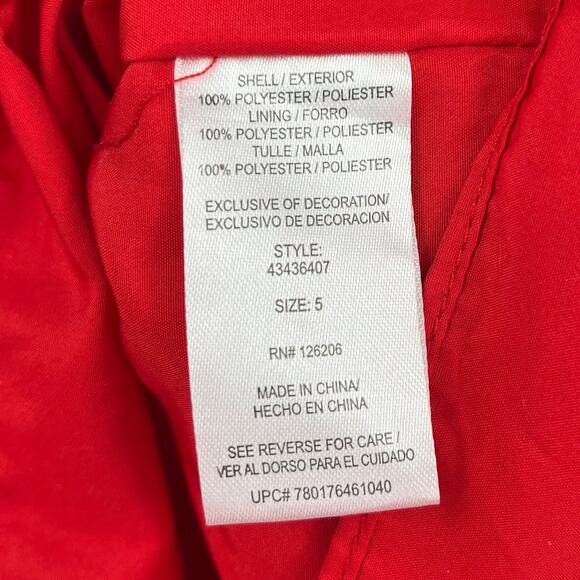 SHELL / EXTERIOR
100% POLYESTER / POLIESTER
LINING / FORRO
100% POLYESTER / POLIESTER
TULLE / MALLA
100% POLYESTER / POLIESTER
EXCLUSIVE OF DECORATION/
EXCLUSIVO DE DECORACION
STYLE:
43436407
SIZE: 5
RN# 126206
MADE IN CHINA/
HECHO EN CHINA
SEE REVERSE FOR CARE /
VER AL DORSO PARA EL CUIDADO
UPC# 780176461040